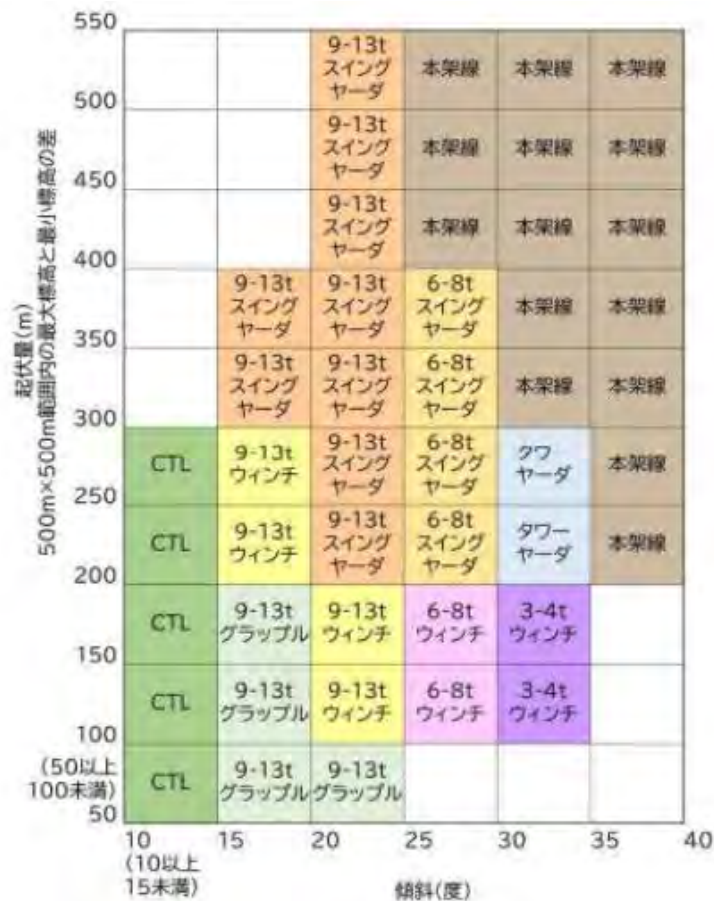 起伏量(m)
500m×500m範囲内の最大標高と最小標高の差
550
9-13t
スイング
ヤーダ
本架線
本架線
本架線
500
9-13t
スイング
ヤーダ
本架線
本架線
本架線
450
9-13t
スイング
ヤーダ
本架線
本架線
本架線
400
9-13t
スイング
ヤーダ
9-13t
スイング
ヤーダ
6-8t
スイング
ヤーダ
本架線
本架線
350
9-13t
スイング
ヤーダ
9-13t
スイング
ヤーダ
6-8t
スイング
ヤーダ
本架線
本架線
300
CTL
9-13t
ウィンチ
9-13t
スイング
ヤーダ
6-8t
スイング
ヤーダ
タワ
ヤーダ
本架線
250
CTL
9-13t
ウィンチ
9-13t
スイング
ヤーダ
6-8t
スイング
ヤーダ
タワー
ヤーダ
本架線
200
CTL
9-13t
グラップル
9-13t
ウィンチ
6-8t
ウィンチ
3-4t
ウィンチ
150
CTL
9-13t
グラップル
9-13t
ウィンチ
6-8t
ウィンチ
3-4t
ウィンチ
100
(50以上
100未満)
CTL
9-13t
グラップル
9-13t
グラップル
50
10 15 20 25 30 35 40
(10以上
15未満)
傾斜(度)